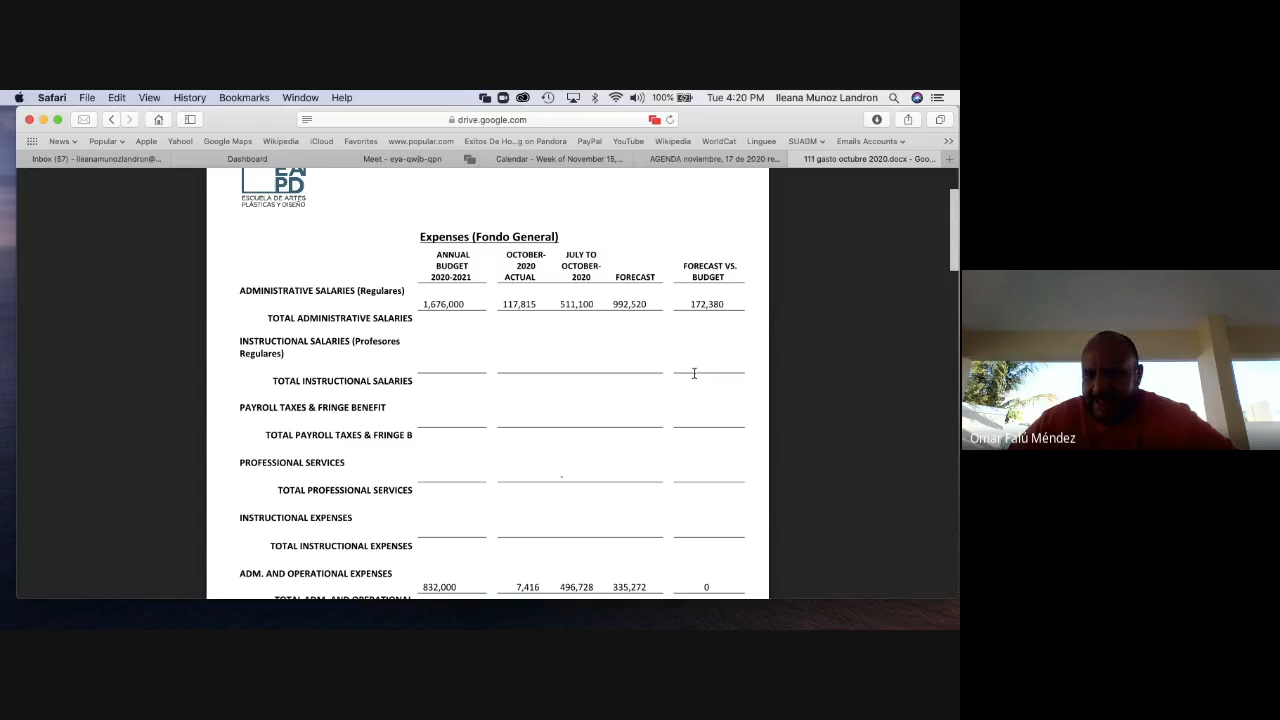 Safari File Edit View History Bookmarks Window Help 100% Tue 4:20 PM Ileana Munoz Landron
drive.google.com
News Popular Apple Yahoo! Google Maps Wikipedia iCloud Favorites www.popular.com Exitos De Ho...g on Pandora PayPal YouTube Wikipedia WorldCat Linguee SUAGM Emails Accounts
Inbox (57) - ileanamunozlandron@... Dashboard Meet - eya-qwjb-qpn Calendar - Week of November 15,... AGENDA noviembre, 17 de 2020 re... 111 gasto octubre 2020.docx - Goo...
EA
PD
ESCUELA DE ARTES
PLÁSTICAS Y DISEÑO
Expenses (Fondo General)
ANNUAL BUDGET 2020-2021
OCTOBER-2020 ACTUAL
JULY TO OCTOBER-2020
FORECAST
FORECAST VS. BUDGET
ADMINISTRATIVE SALARIES (Regulares)
1,676,000 117,815 511,100 992,520 172,380
TOTAL ADMINISTRATIVE SALARIES
INSTRUCTIONAL SALARIES (Profesores
Regulares)
TOTAL INSTRUCTIONAL SALARIES
PAYROLL TAXES & FRINGE BENEFIT
TOTAL PAYROLL TAXES & FRINGE B
PROFESSIONAL SERVICES
-
TOTAL PROFESSIONAL SERVICES
INSTRUCTIONAL EXPENSES
TOTAL INSTRUCTIONAL EXPENSES
ADM. AND OPERATIONAL EXPENSES
832,000 7,416 496,728 335,272 0
TOTAL ADM. AND OPERATIONAL
Omar Falú Méndez